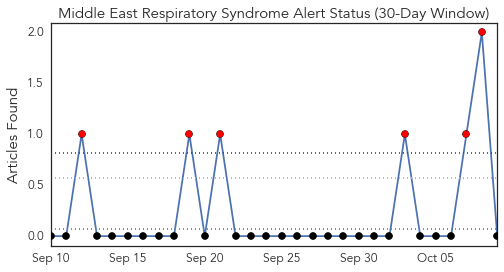 Middle East Respiratory Syndrome Alert Status (30-Day Window)
Articles Found
2.0
1.5
1.0
0.5
0.0
Sep 10 Sep 15 Sep 20 Sep 25 Sep 30 Oct 05